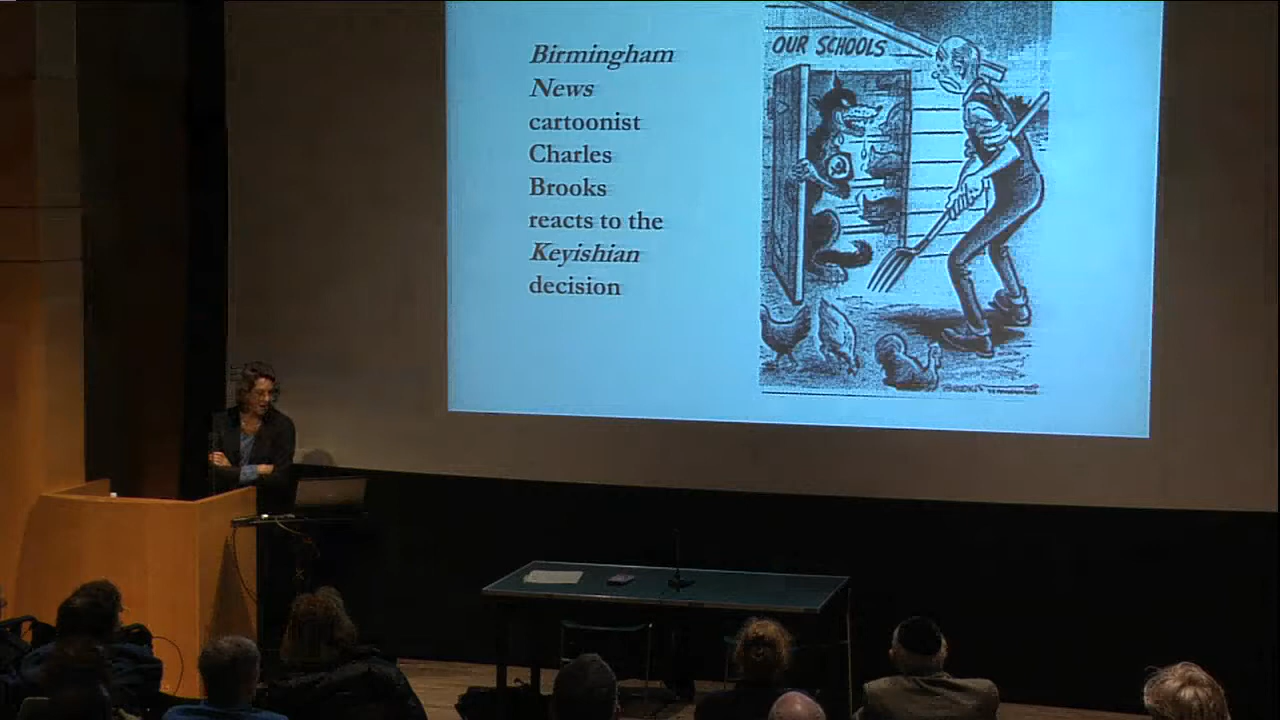 Birmingham
News
cartoonist
Charles
Brooks
reacts to the
Keyishian
decision
OUR SCHOOLS